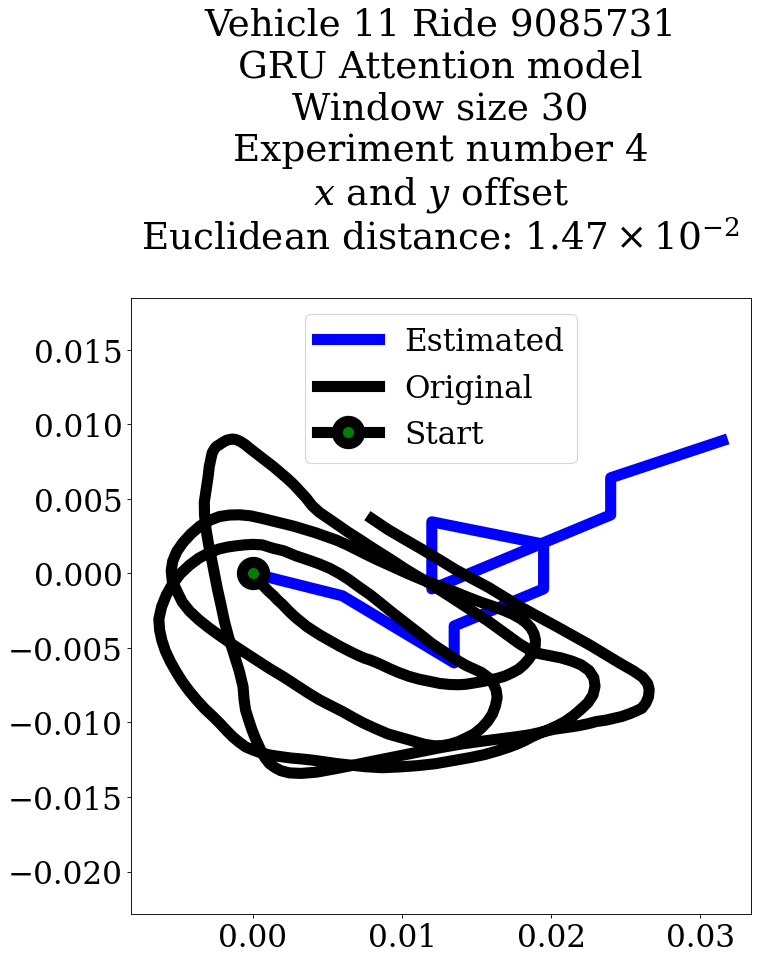 Vehicle 11 Ride 9085731
GRU Attention model
Window size 30
Experiment number 4
x and y offset
Euclidean distance: 1.47 × 10⁻²
Estimated
Original
Start
0.015
0.010
0.005
0.000
−0.005
−0.010
−0.015
−0.020
0.00 0.01 0.02 0.03